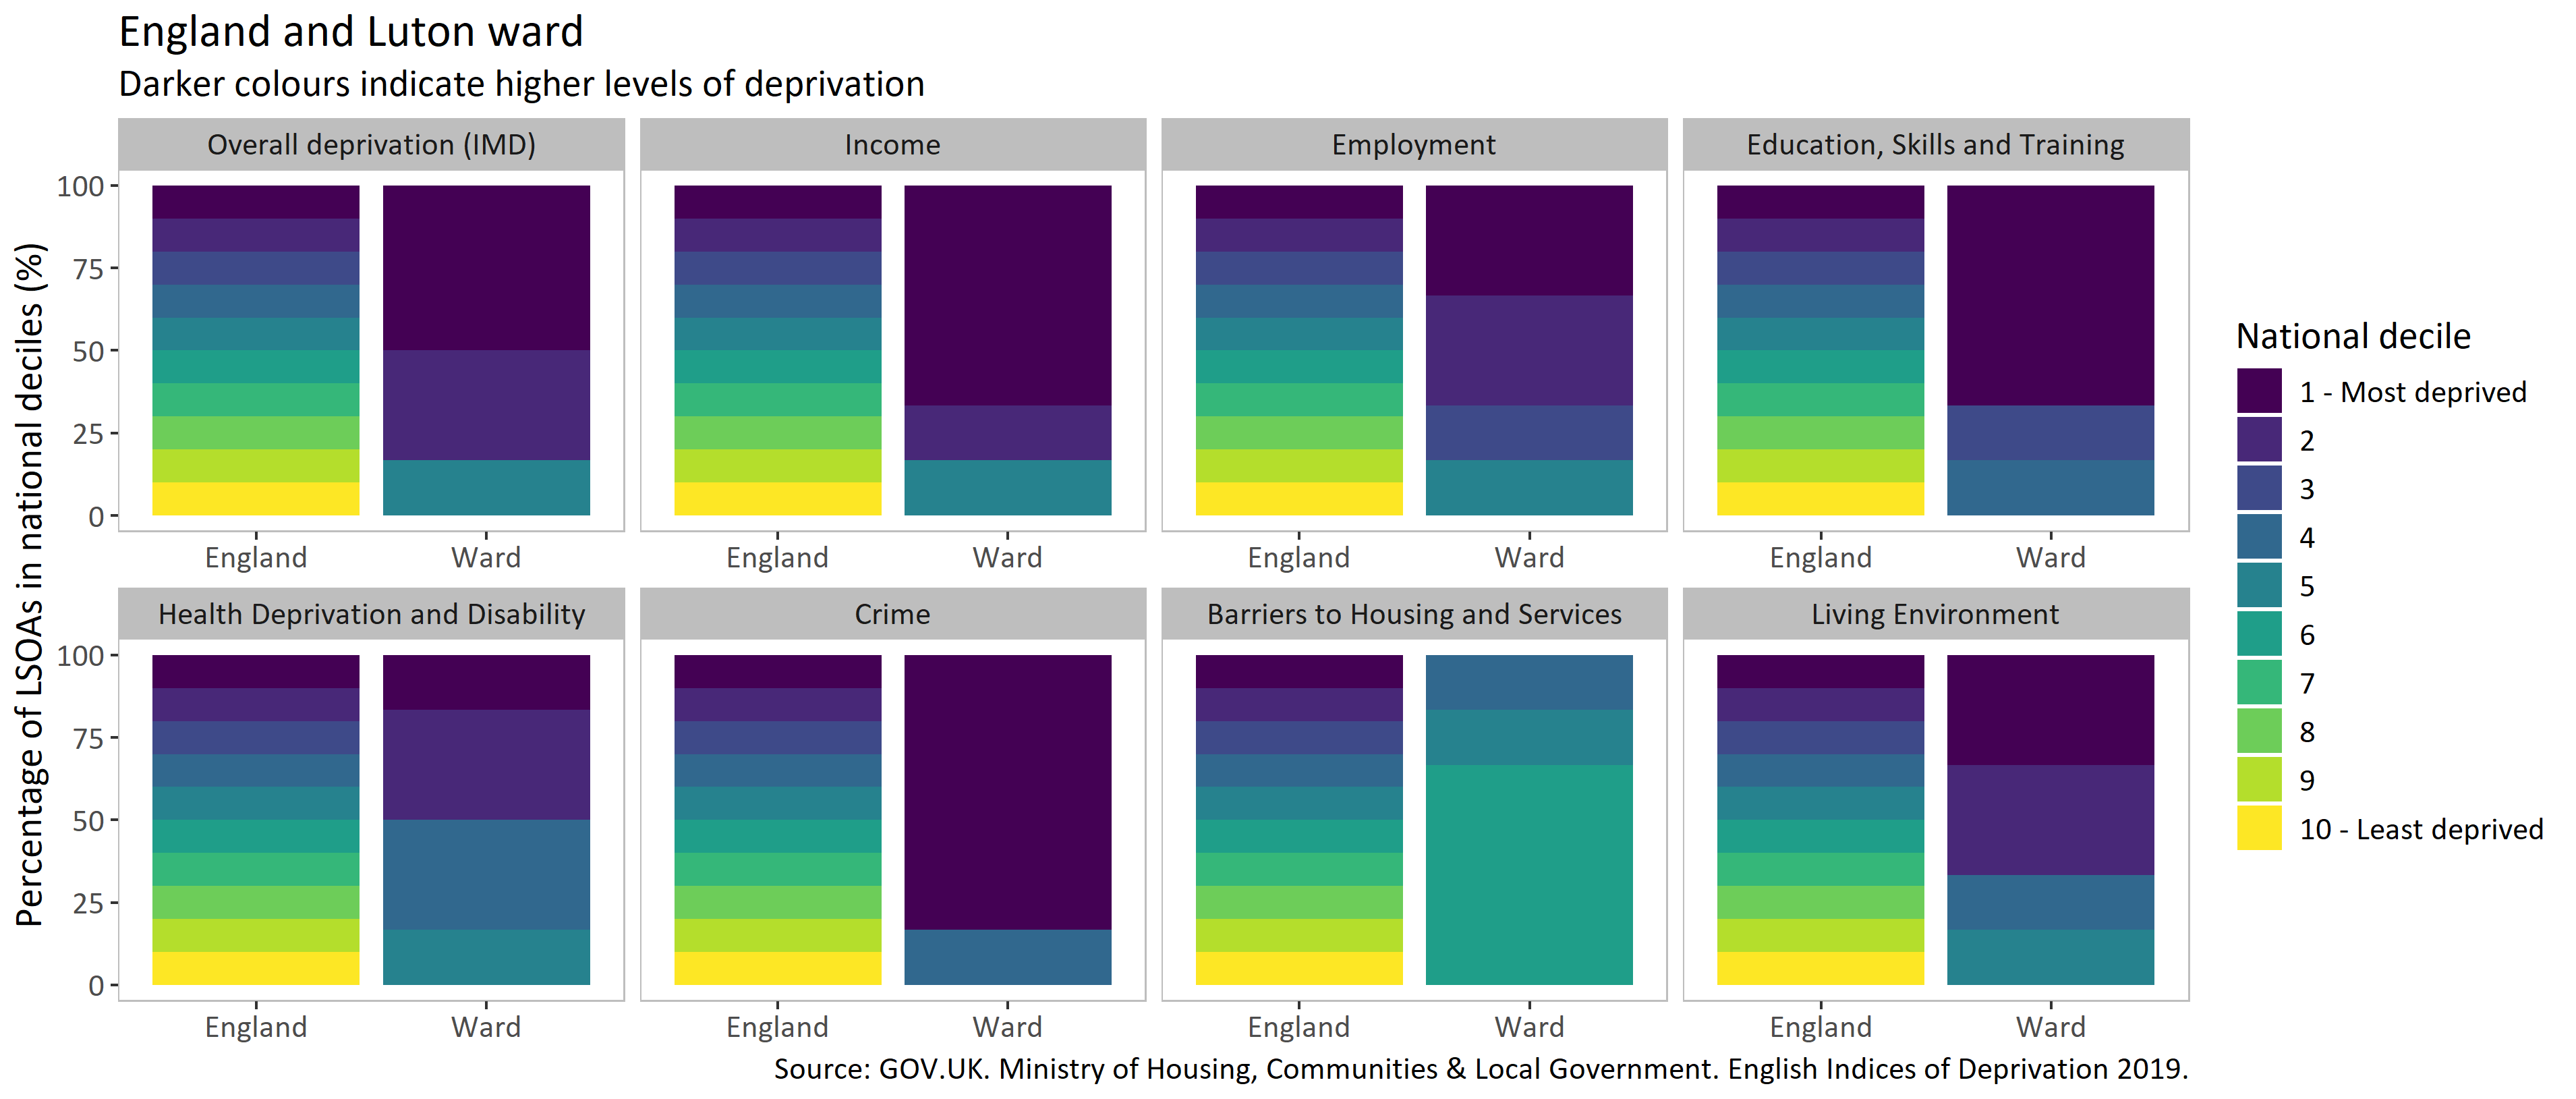 England and Luton ward
Darker colours indicate higher levels of deprivation
Overall deprivation (IMD)
Income
Employment
Education, Skills and Training
Percentage of LSOAs in national deciles (%)
100
75
50
25
0
England
Ward
England
Ward
England
Ward
England
Ward
Health Deprivation and Disability
Crime
Barriers to Housing and Services
Living Environment
100
75
50
25
0
England
Ward
England
Ward
England
Ward
England
Ward
National decile
1 - Most deprived
2
3
4
5
6
7
8
9
10 - Least deprived
Source: GOV.UK. Ministry of Housing, Communities & Local Government. English Indices of Deprivation 2019.